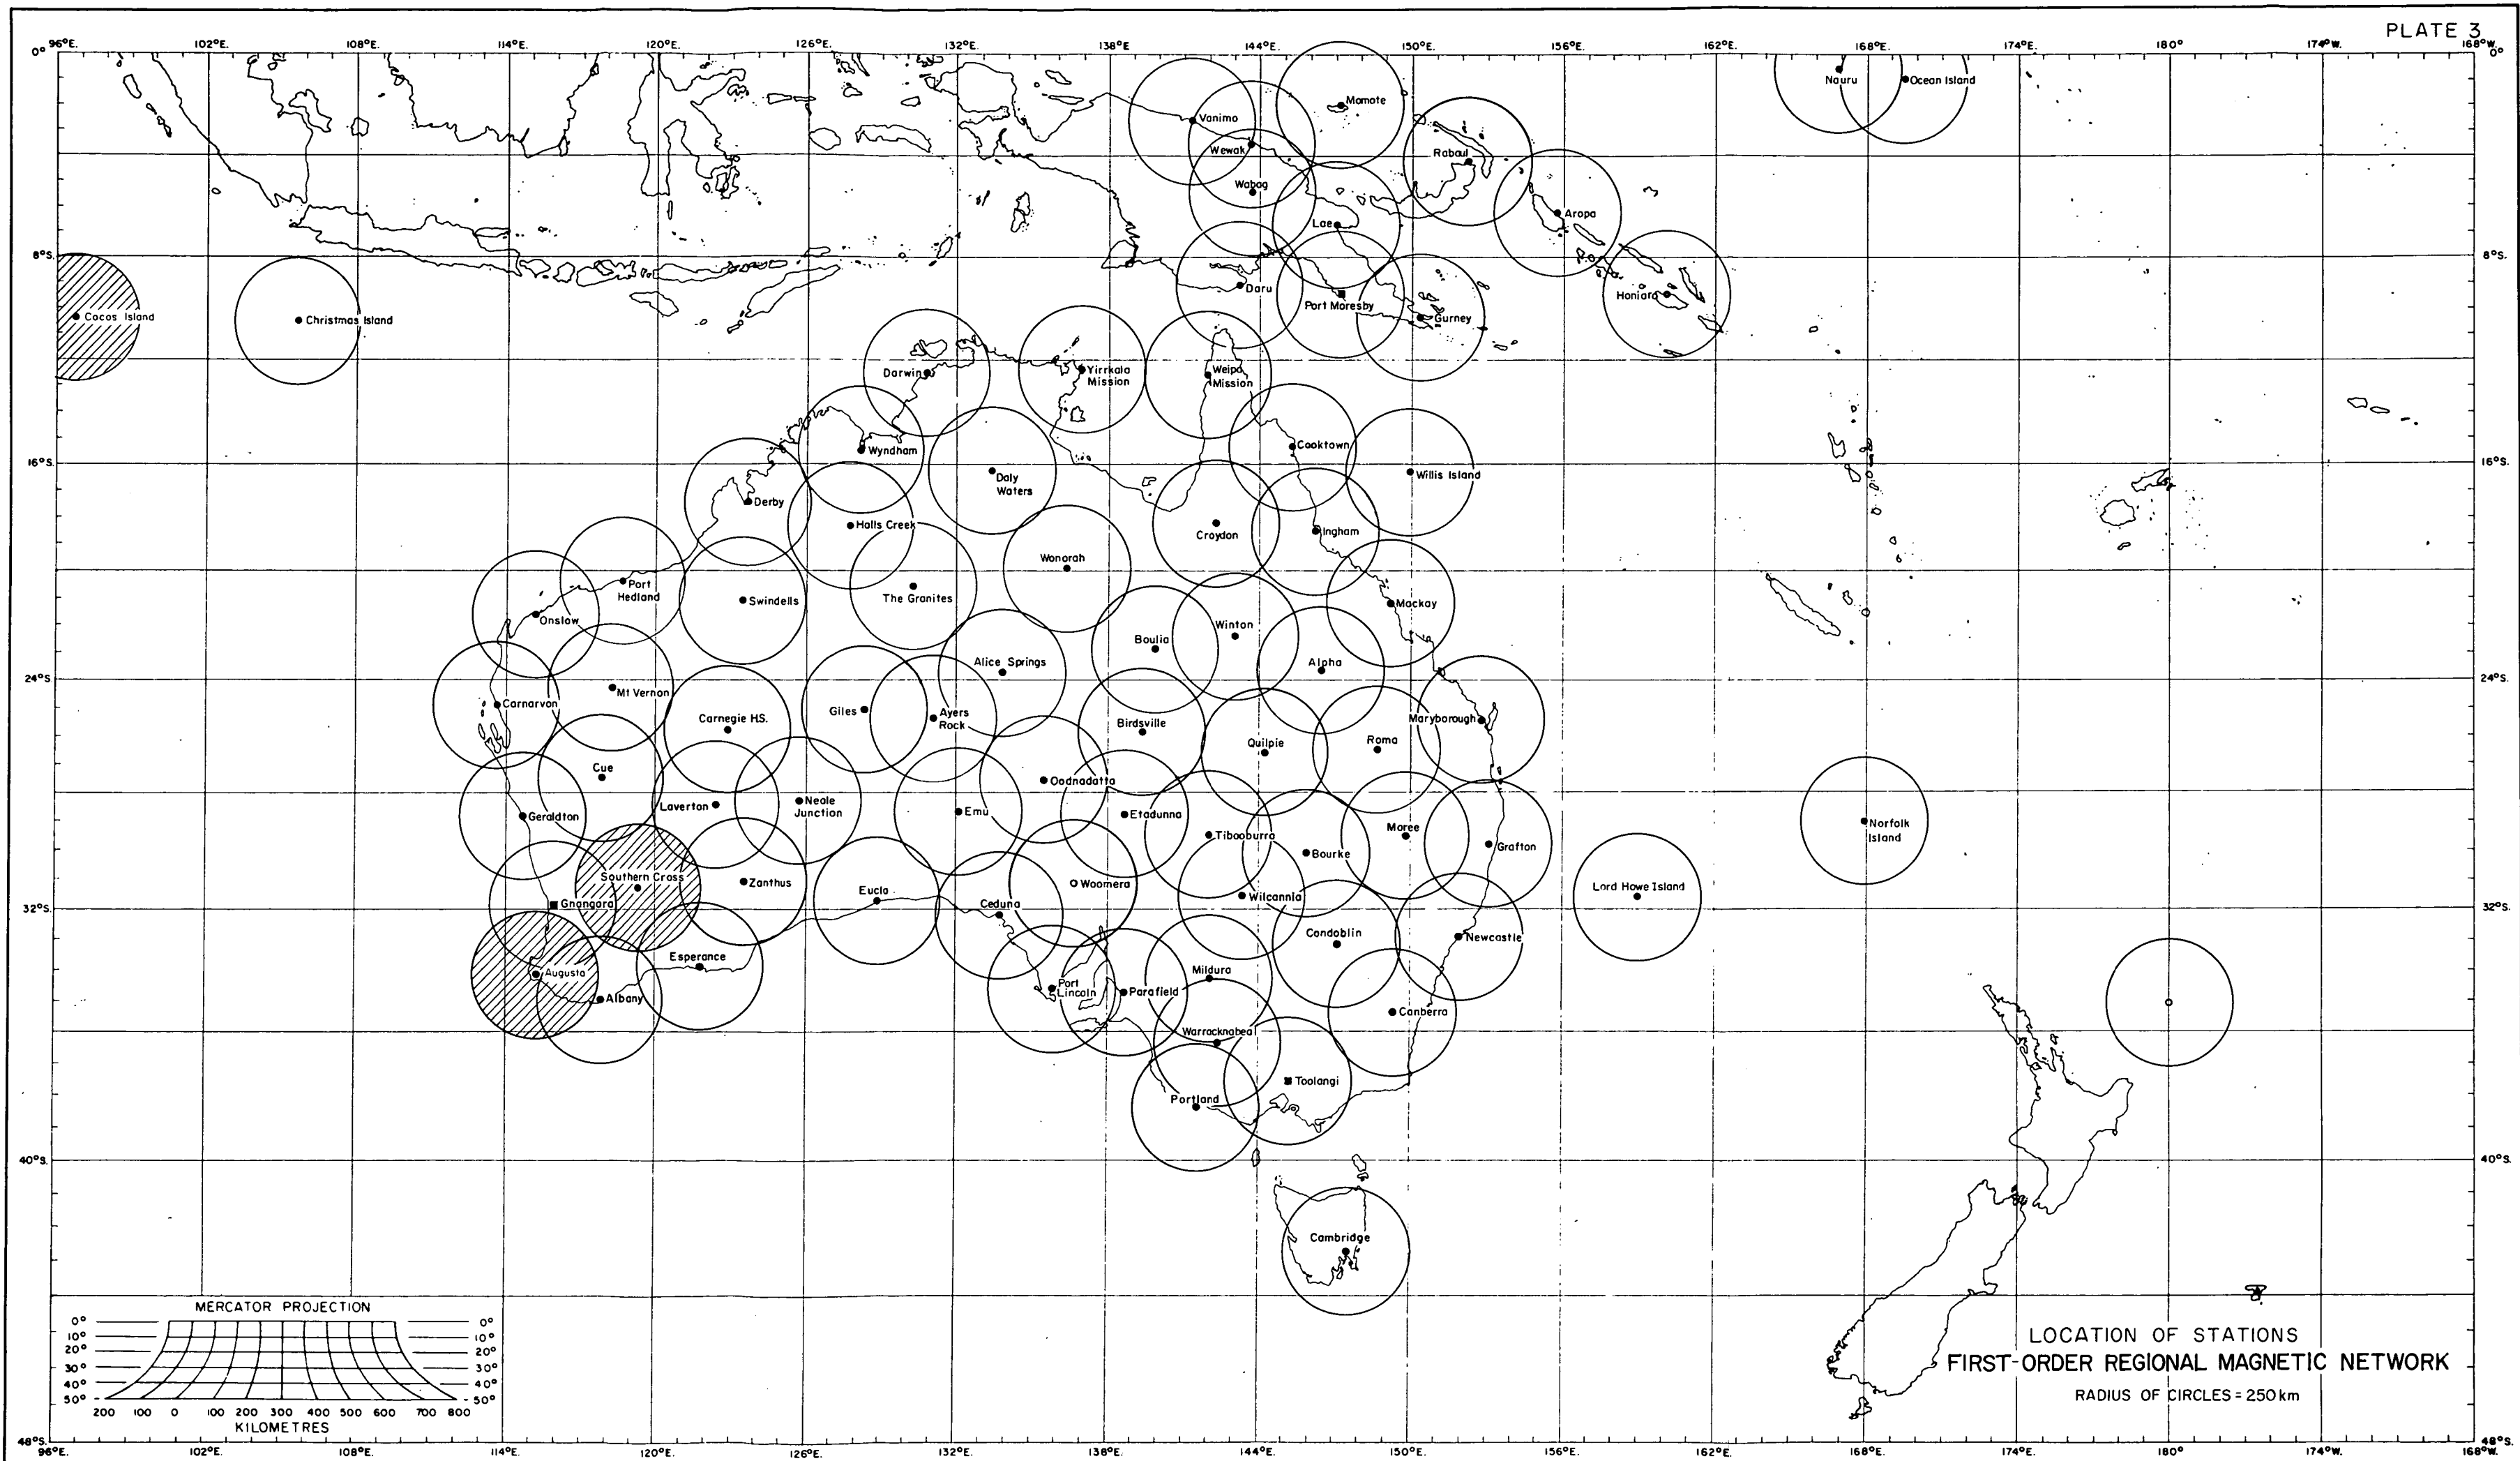 PLATE 3
96°E. 102°E. 108°E. 114°E. 120°E. 126°E. 132°E. 138°E 144°E. 150°E. 156°E. 162°E. 168°E. 174°E. 180° 174°W. 168°W.
0° 0°
Nauru
Ocean Island
Momote
Vanimo
Wewak
Rabaul
Wabag
Aropa
Lae
8°S. 8°S.
Daru
Port Moresby
Honiara
Cocos Island
Christmas Island
Gurney
Darwin
Yirrkala
Mission
Weipa
Mission
Wyndham
Cooktown
16°S. 16°S.
Daly
Waters
Willis Island
Derby
Halls Creek
Croydon
Ingham
Wonarah
Port
Hedland
Swindells
The Granites
Mackay
Onslow
Winton
Boulia
Alice Springs
Alpha
24°S. 24°S.
Mt Vernon
Carnarvon
Carnegie H.S.
Giles
Ayers
Rock
Birdsville
Maryborough
Quilpie
Roma
Cue
Oodnadatta
Laverton
Neale
Junction
Emu
Etadunna
Geraldton
Norfolk
Island
Tibooburra
Moree
Grafton
Bourke
Southern Cross
Zanthus
Eucla
Woomera
Lord Howe Island
Wilcannia
Gnangara
Ceduna
32°S. 32°S.
Condoblin
Newcastle
Esperance
Augusta
Mildura
Port
Lincoln
Parafield
Albany
Canberra
Warracknabeal
Toolangi
Portland
40°S. 40°S.
Cambridge
MERCATOR PROJECTION
0° 0°
10° 10°
20° 20°
30° 30°
40° 40°
50° 50°
200 100 0 100 200 300 400 500 600 700 800
KILOMETRES
LOCATION OF STATIONS
FIRST-ORDER REGIONAL MAGNETIC NETWORK
RADIUS OF CIRCLES = 250 km
48°S. 48°S.
96°E. 102°E. 108°E. 114°E. 120°E. 126°E. 132°E. 138°E. 144°E. 150°E. 156°E. 162°E. 168°E. 174°E. 180° 174°W. 168°W.